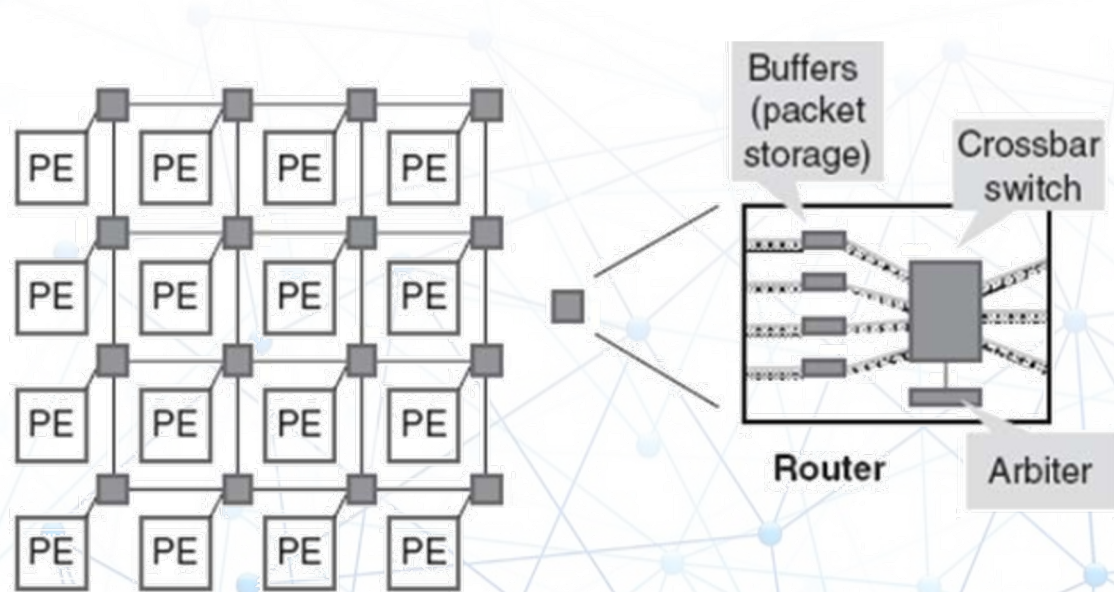 PE PE PE PE
PE PE PE PE
PE PE PE PE
PE PE PE PE
Buffers
(packet
storage)
Crossbar
switch
Router
Arbiter